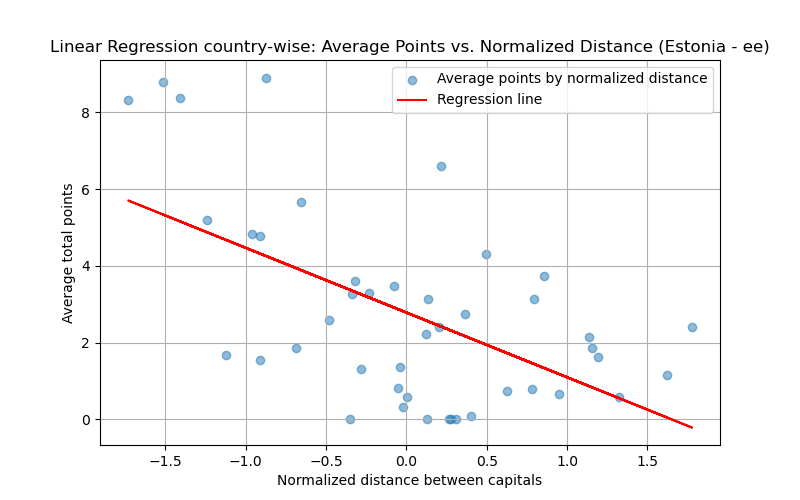 Linear Regression country-wise: Average Points vs. Normalized Distance (Estonia - ee)
Average points by normalized distance
Regression line
Average total points
8
6
4
2
0
−1.5 −1.0 −0.5 0.0 0.5 1.0 1.5
Normalized distance between capitals